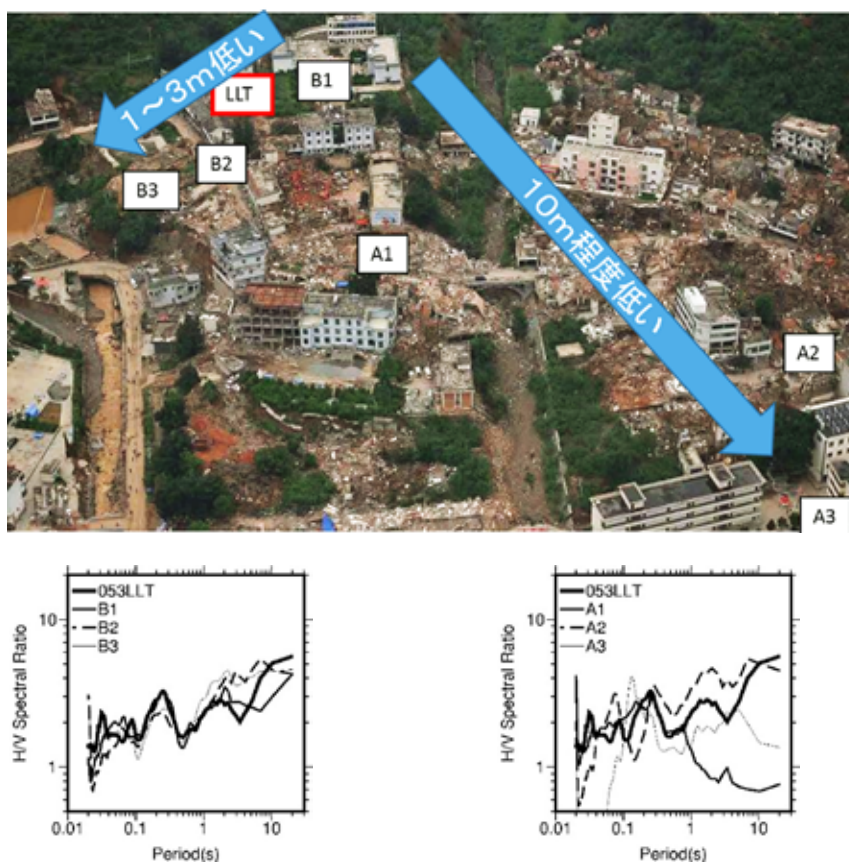 1～3m低い
LLT
B1
B2
B3
A1
10m程度低い
A2
A3
053LLT
B1
B2
B3
H/V Spectral Ratio
10
1
0.01
0.1
1
10
Period(s)
053LLT
A1
A2
A3
H/V Spectral Ratio
10
1
0.01
0.1
1
10
Period(s)